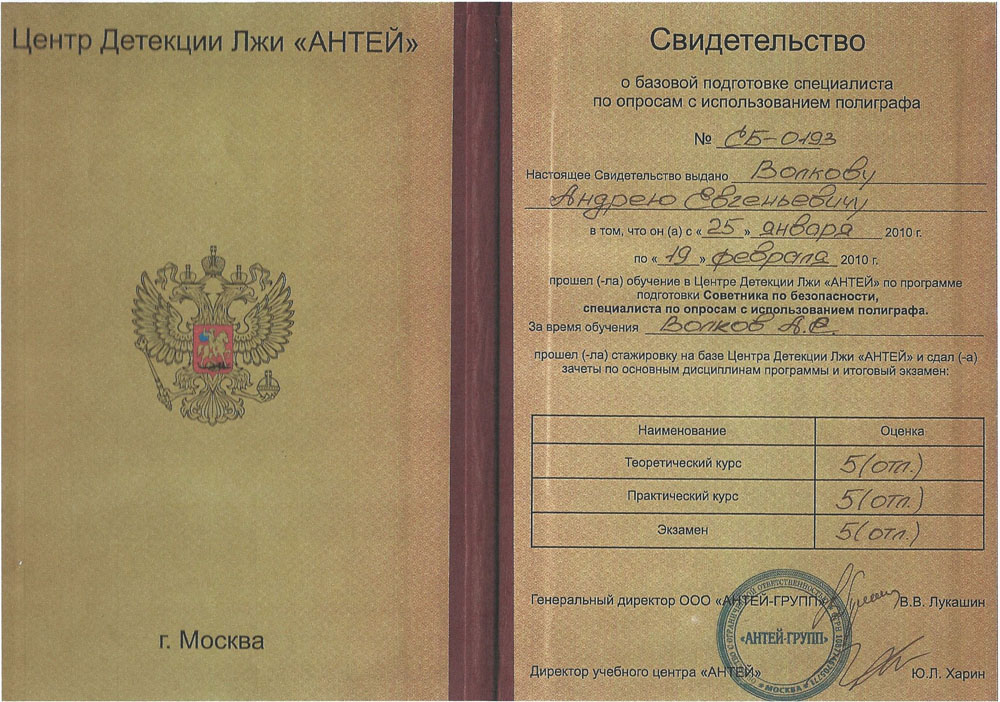 Центр Детекции Лжи «АНТЕЙ»
г. Москва
Свидетельство
о базовой подготовке специалиста
по опросам с использованием полиграфа
№ СБ-0193
Настоящее Свидетельство выдано Волкову
Андрею Евгеньевичу
в том, что он (а) с « 25 » января 2010 г.
по « 19 » февраля 2010 г.
прошел (-ла) обучение в Центре Детекции Лжи «АНТЕЙ» по программе
подготовки Советника по безопасности,
специалиста по опросам с использованием полиграфа.
За время обучения Волков А.Е.
прошел (-ла) стажировку на базе Центра Детекции Лжи «АНТЕЙ» и сдал (-а)
зачеты по основным дисциплинам программы и итоговый экзамен:
Наименование Оценка
Теоретический курс 5(отл.)
Практический курс 5(отл.)
Экзамен 5(отл.)
Генеральный директор ООО «АНТЕЙ-ГРУПП» В.В. Лукашин
«АНТЕЙ-ГРУПП»
МОСКВА
Директор учебного центра «АНТЕЙ» Ю.Л. Харин